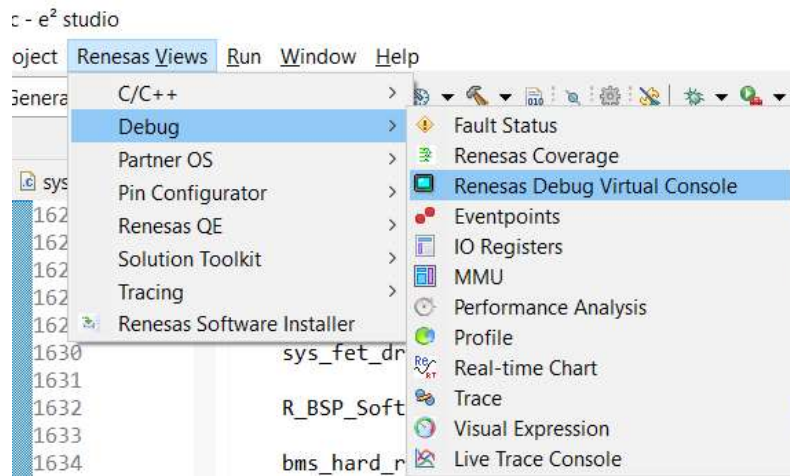 c - e² studio
oject Renesas Views Run Window Help
Genera
C/C++
Debug
Partner OS
Pin Configurator
Renesas QE
Solution Toolkit
Tracing
Renesas Software Installer
Fault Status
Renesas Coverage
Renesas Debug Virtual Console
Eventpoints
IO Registers
MMU
Performance Analysis
Profile
Real-time Chart
Trace
Visual Expression
Live Trace Console
010
.c sys
162
162
162
162
162
1630 sys_fet_dr
1631
1632 R_BSP_Soft
1633
1634 bms_hard_r